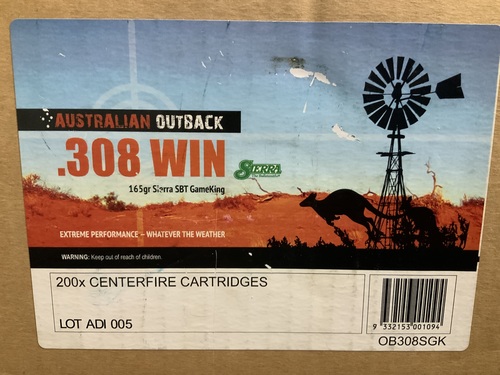 AUSTRALIAN OUTBACK
.308 WIN
SIERRA
165gr Sierra SBT GameKing
EXTREME PERFORMANCE – WHATEVER THE WEATHER
WARNING: Keep out of reach of children.
200x CENTERFIRE CARTRIDGES
LOT ADI 005
9 332153 001094
OB308SGK